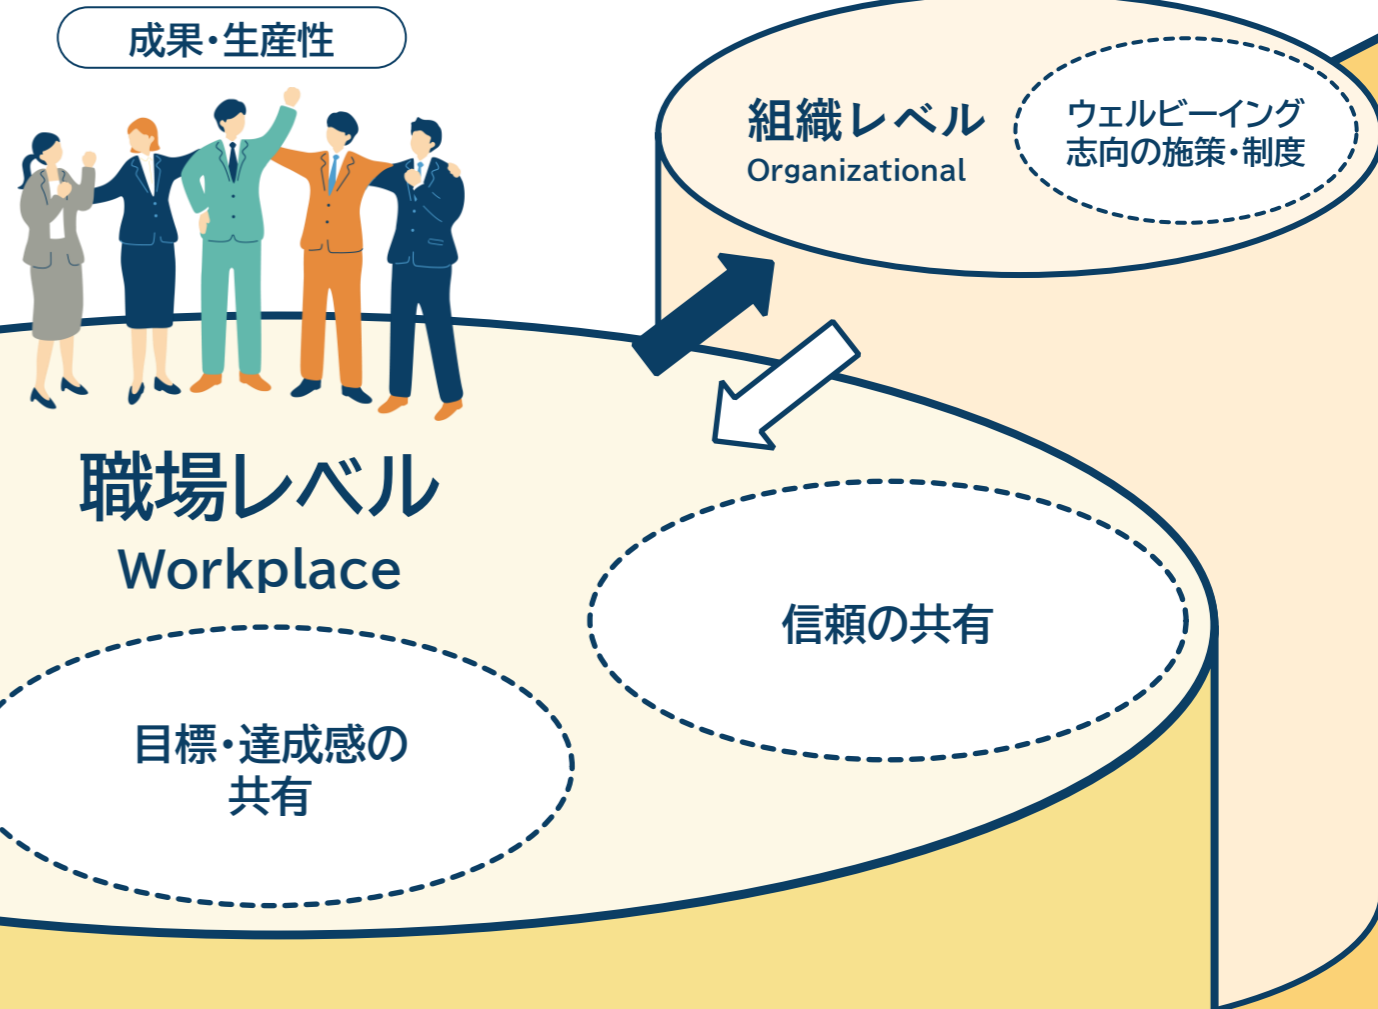 成果・生産性
組織レベル
Organizational
ウェルビーイング
志向の施策・制度
職場レベル
Workplace
信頼の共有
目標・達成感の
共有